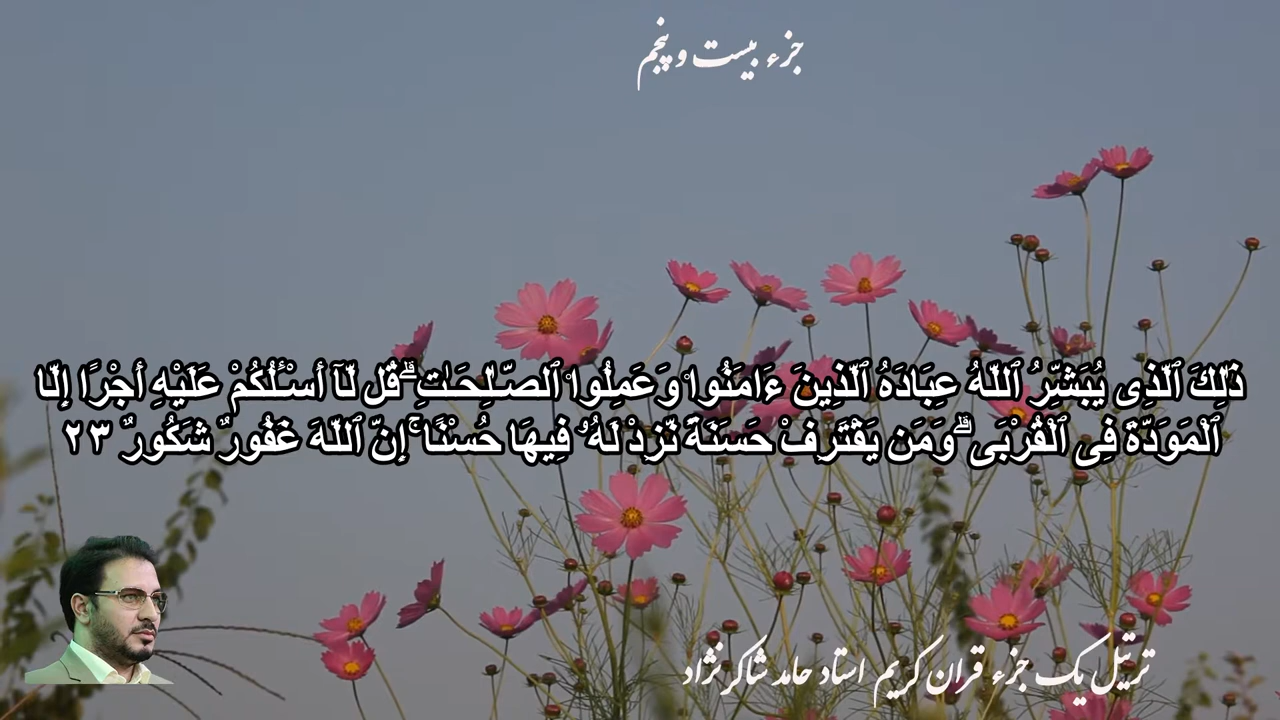 جزء بیست و پنجم
ذَٰلِكَ ٱلَّذِى يُبَشِّرُ ٱللَّهُ عِبَادَهُ ٱلَّذِينَ ءَامَنُوا۟ وَعَمِلُوا۟ ٱلصَّـٰلِحَـٰتِ ۗ قُل لَّآ أَسْـَٔلُكُمْ عَلَيْهِ أَجْرًا إِلَّا
ٱلْمَوَدَّةَ فِى ٱلْقُرْبَىٰ ۗ وَمَن يَقْتَرِفْ حَسَنَةً نَّزِدْ لَهُۥ فِيهَا حُسْنًا ۚ إِنَّ ٱللَّهَ غَفُورٌ شَكُورٌ ٢٣
ترتیل یک جزء قران کریم استاد حامد شاکرنژاد